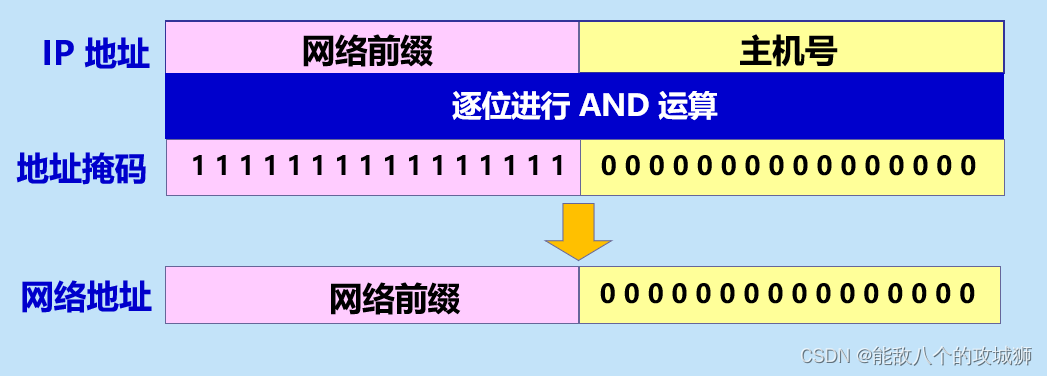 IP 地址 网络前缀 主机号
逐位进行 AND 运算
地址掩码 1 1 1 1 1 1 1 1 1 1 1 1 1 1 1 1 0 0 0 0 0 0 0 0 0 0 0 0 0 0 0 0
网络地址 网络前缀 0 0 0 0 0 0 0 0 0 0 0 0 0 0 0 0
CSDN @能敌八个的攻城狮